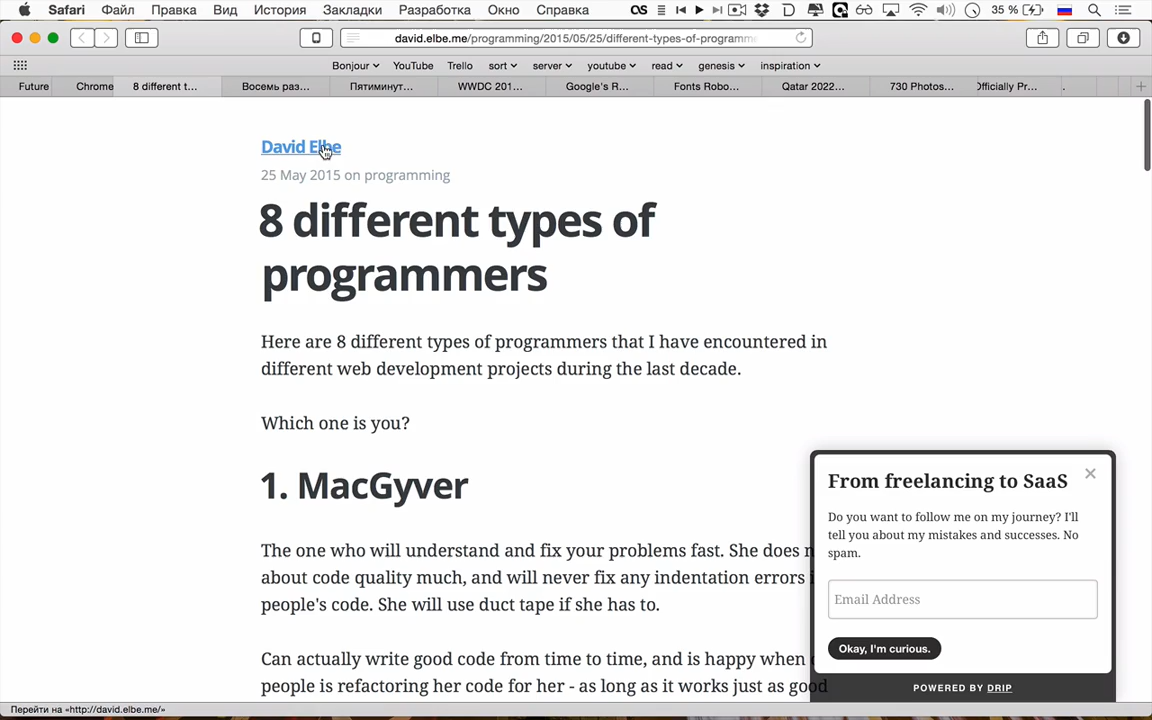 Safari Файл Правка Вид История Закладки Разработка Окно Справка 35 %
david.elbe.me/programming/2015/05/25/different-types-of-programm
Bonjour YouTube Trello sort server youtube read genesis inspiration
Future Chrome 8 different t... Восемь раз... Пятиминут... WWDC 201... Google's R... Fonts Robo... Qatar 2022... 730 Photos... Officially Pr...
David Elbe
25 May 2015 on programming
8 different types of
programmers
Here are 8 different types of programmers that I have encountered in
different web development projects during the last decade.
Which one is you?
1. MacGyver
The one who will understand and fix your problems fast. She does n
about code quality much, and will never fix any indentation errors i
people's code. She will use duct tape if she has to.
Can actually write good code from time to time, and is happy when
people is refactoring her code for her - as long as it works just as good
From freelancing to SaaS
Do you want to follow me on my journey? I'll
tell you about my mistakes and successes. No
spam.
Email Address
Okay, I'm curious.
POWERED BY DRIP
Перейти на «http://david.elbe.me/»